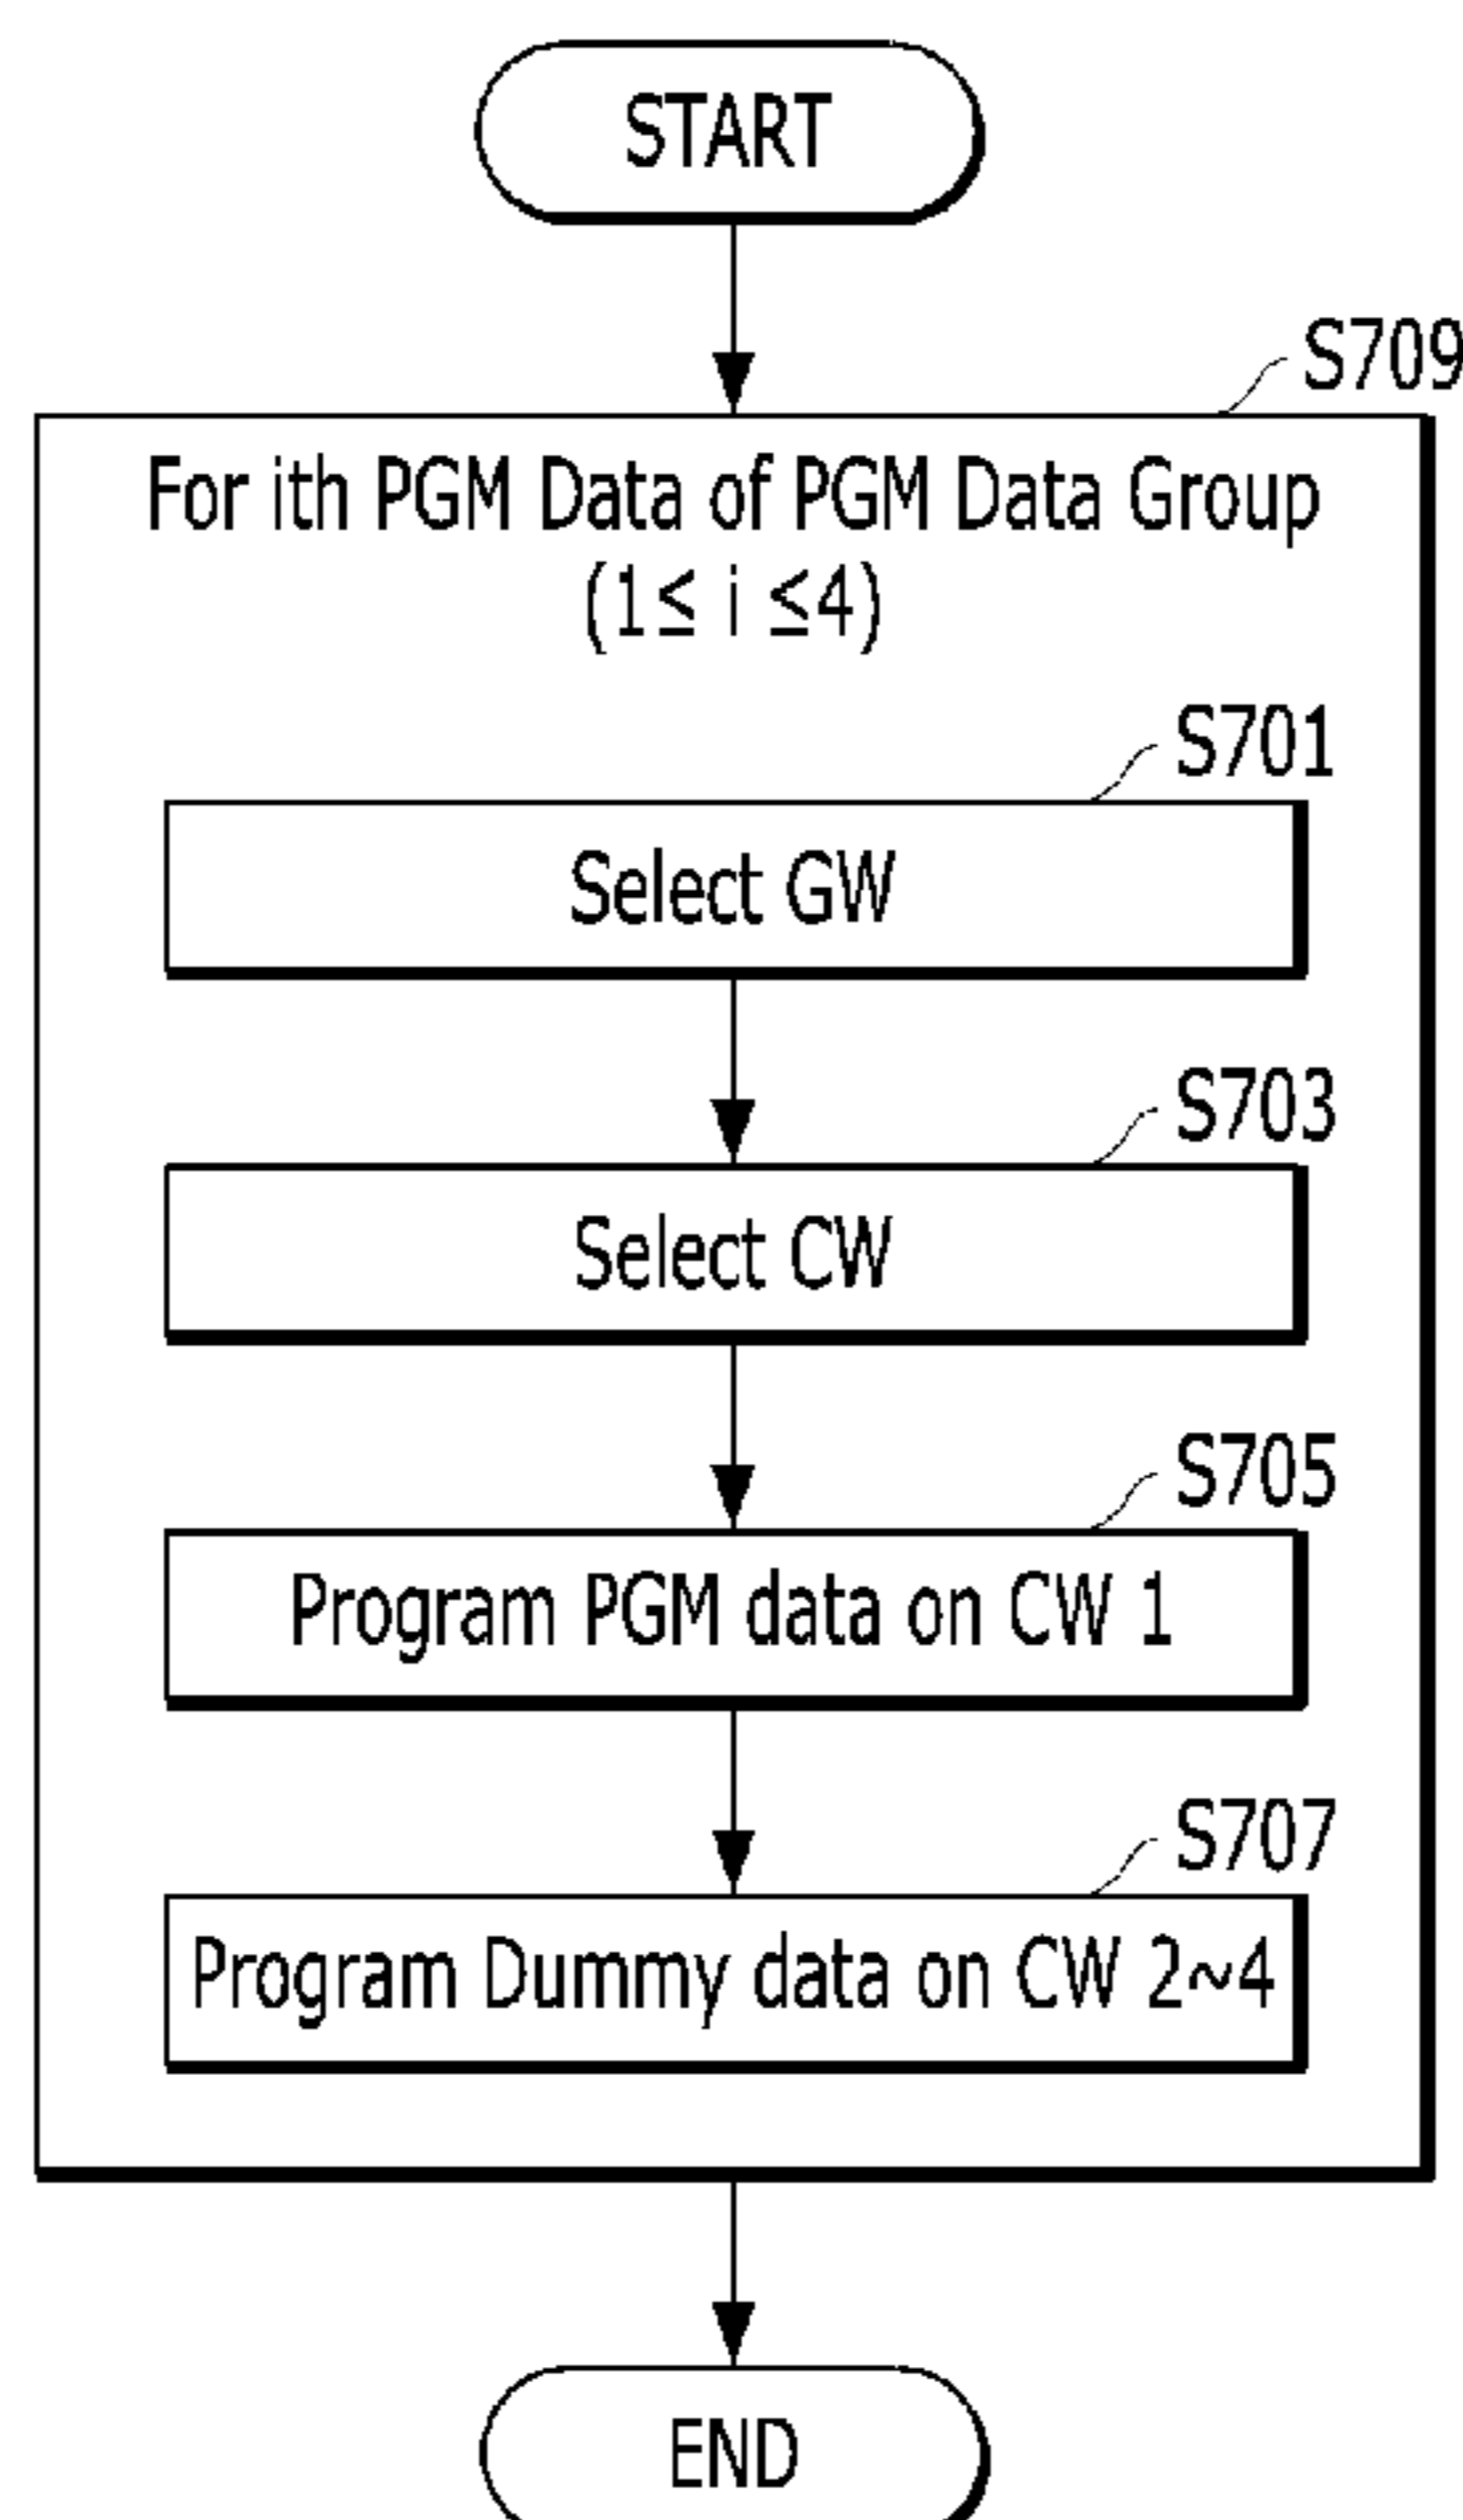 START
S709
For ith PGM Data of PGM Data Group
(1≤ i ≤4)
S701
Select GW
S703
Select CW
S705
Program PGM data on CW 1
S707
Program Dummy data on CW 2~4
END